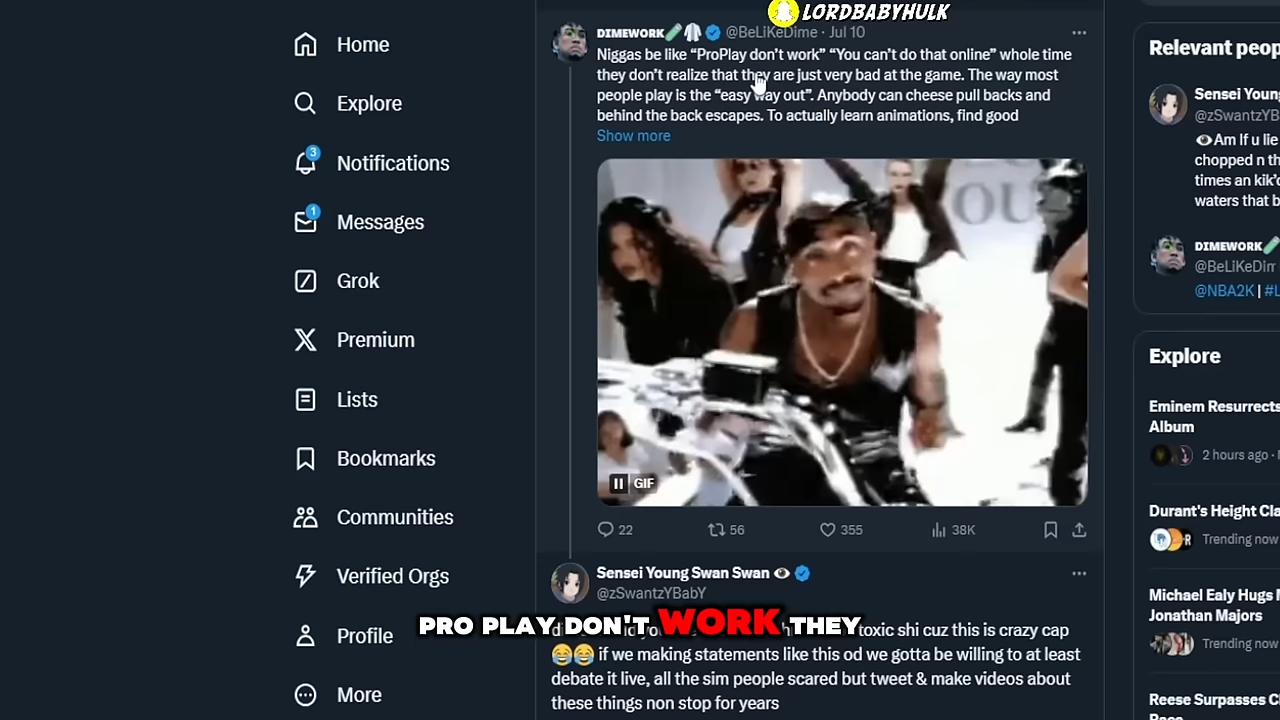 LORDBABYHULK
Home
Explore
3
Notifications
1
Messages
Grok
Premium
Lists
Bookmarks
Communities
Verified Orgs
Profile
More
DIMEWORK @BeLiKeDime · Jul 10
Niggas be like “ProPlay don’t work” “You can’t do that online” whole time
they don’t realize that they are just very bad at the game. The way most
people play is the “easy way out”. Anybody can cheese pull backs and
behind the back escapes. To actually learn animations, find good
Show more
OU
GIF
22 56 355 38K
Sensei Young Swan Swan
@zSwantzYBabY
toxic shi cuz this is crazy cap
😂😂 if we making statements like this od we gotta be willing to at least
debate it live, all the sim people scared but tweet & make videos about
these things non stop for years
PRO PLAY DON'T WORK THEY
Relevant peop
Sensei Youn
@zSwantzYB
👁Am If u lie
chopped n th
times an kik’
waters that b
DIMEWORK
@BeLiKeDim
@NBA2K | #L
Explore
Eminem Resurrects
Album
2 hours ago ·
Durant's Height Cla
Trending now
Michael Ealy Hugs
Jonathan Majors
Trending now
Reese Surpasses C